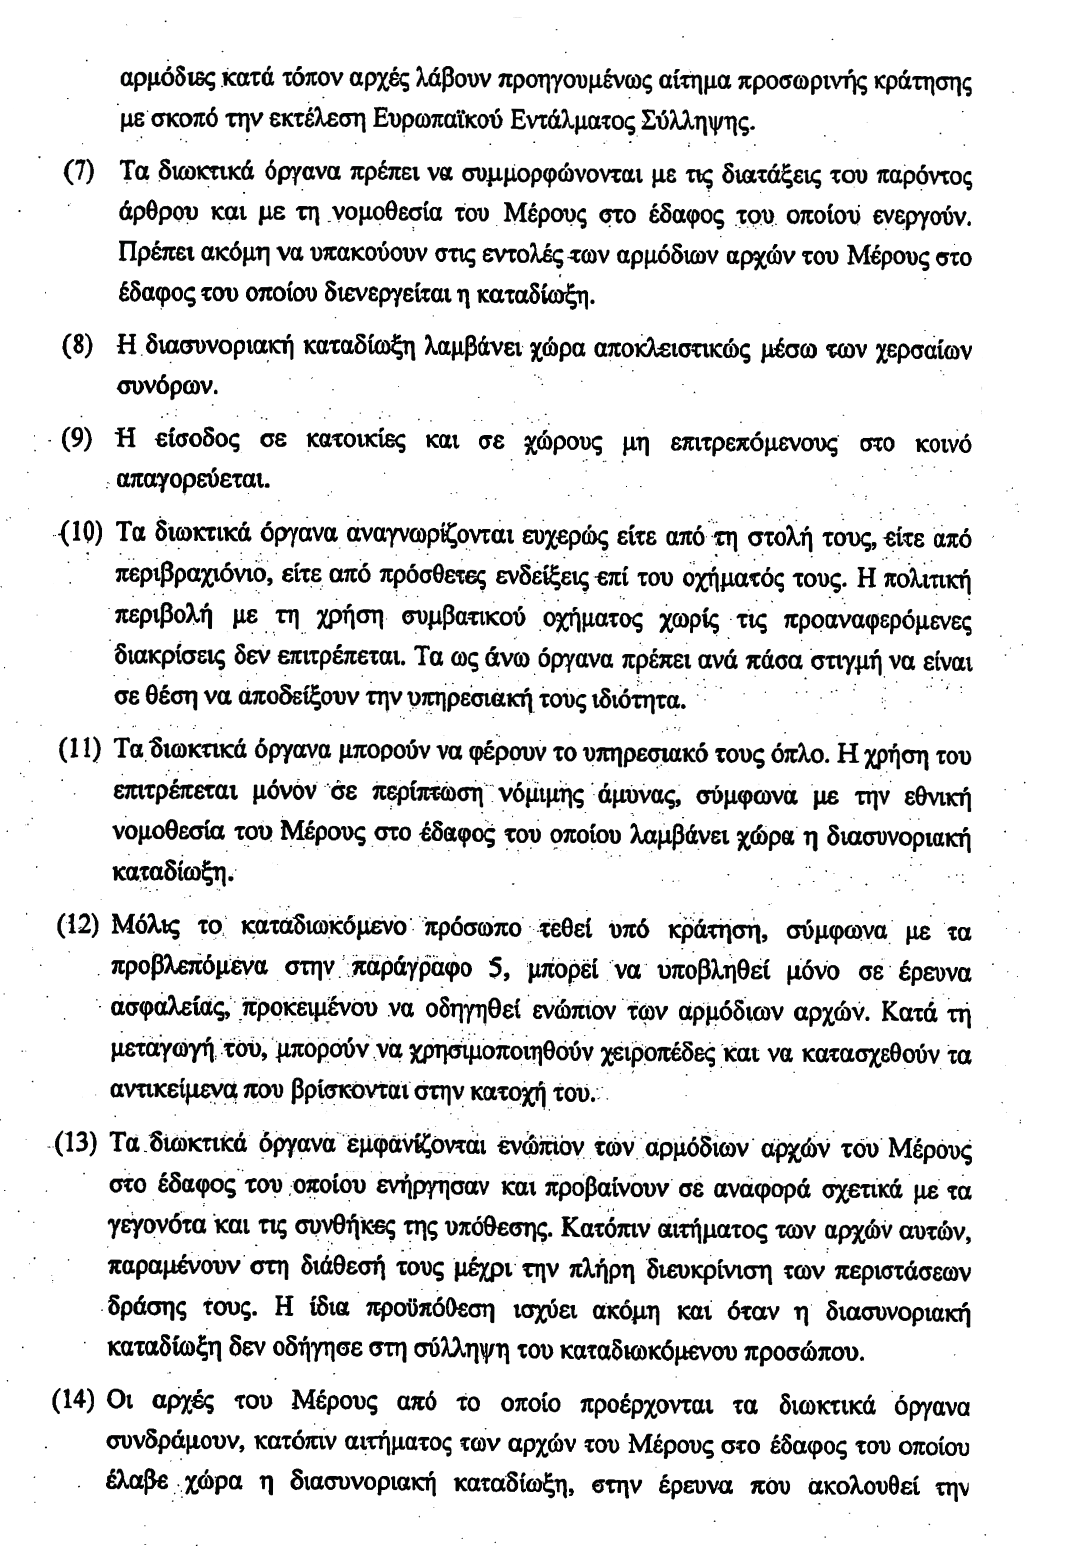 αρμόδιες κατά τόπον αρχές λάβουν προηγουμένως αίτημα προσωρινής κράτησης
με σκοπό την εκτέλεση Ευρωπαϊκού Εντάλματος Σύλληψης.
(7) Τα διωκτικά όργανα πρέπει να συμμορφώνονται με τις διατάξεις του παρόντος
άρθρου και με τη νομοθεσία του Μέρους στο έδαφος του οποίου ενεργούν.
Πρέπει ακόμη να υπακούουν στις εντολές των αρμόδιων αρχών του Μέρους στο
έδαφος του οποίου διενεργείται η καταδίωξη.
(8) Η διασυνοριακή καταδίωξη λαμβάνει χώρα αποκλειστικώς μέσω των χερσαίων
συνόρων.
(9) Η είσοδος σε κατοικίες και σε χώρους μη επιτρεπόμενους στο κοινό
απαγορεύεται.
(10) Τα διωκτικά όργανα αναγνωρίζονται ευχερώς είτε από τη στολή τους, είτε από
περιβραχιόνιο, είτε από πρόσθετες ενδείξεις επί του οχήματός τους. Η πολιτική
περιβολή με τη χρήση συμβατικού οχήματος χωρίς τις προαναφερόμενες
διακρίσεις δεν επιτρέπεται. Τα ως άνω όργανα πρέπει ανά πάσα στιγμή να είναι
σε θέση να αποδείξουν την υπηρεσιακή τους ιδιότητα.
(11) Τα διωκτικά όργανα μπορούν να φέρουν το υπηρεσιακό τους όπλο. Η χρήση του
επιτρέπεται μόνον σε περίπτωση νόμιμης άμυνας, σύμφωνα με την εθνική
νομοθεσία του Μέρους στο έδαφος του οποίου λαμβάνει χώρα η διασυνοριακή
καταδίωξη.
(12) Μόλις το καταδιωκόμενο πρόσωπο τεθεί υπό κράτηση, σύμφωνα με τα
προβλεπόμενα στην παράγραφο 5, μπορεί να υποβληθεί μόνο σε έρευνα
ασφαλείας, προκειμένου να οδηγηθεί ενώπιον των αρμόδιων αρχών. Κατά τη
μεταγωγή του, μπορούν να χρησιμοποιηθούν χειροπέδες και να κατασχεθούν τα
αντικείμενα που βρίσκονται στην κατοχή του.
(13) Τα διωκτικά όργανα εμφανίζονται ενώπιον των αρμόδιων αρχών του Μέρους
στο έδαφος του οποίου ενήργησαν και προβαίνουν σε αναφορά σχετικά με τα
γεγονότα και τις συνθήκες της υπόθεσης. Κατόπιν αιτήματος των αρχών αυτών,
παραμένουν στη διάθεσή τους μέχρι την πλήρη διευκρίνιση των περιστάσεων
δράσης τους. Η ίδια προϋπόθεση ισχύει ακόμη και όταν η διασυνοριακή
καταδίωξη δεν οδήγησε στη σύλληψη του καταδιωκόμενου προσώπου.
(14) Οι αρχές του Μέρους από το οποίο προέρχονται τα διωκτικά όργανα
συνδράμουν, κατόπιν αιτήματος των αρχών του Μέρους στο έδαφος του οποίου
έλαβε χώρα η διασυνοριακή καταδίωξη, στην έρευνα που ακολουθεί την